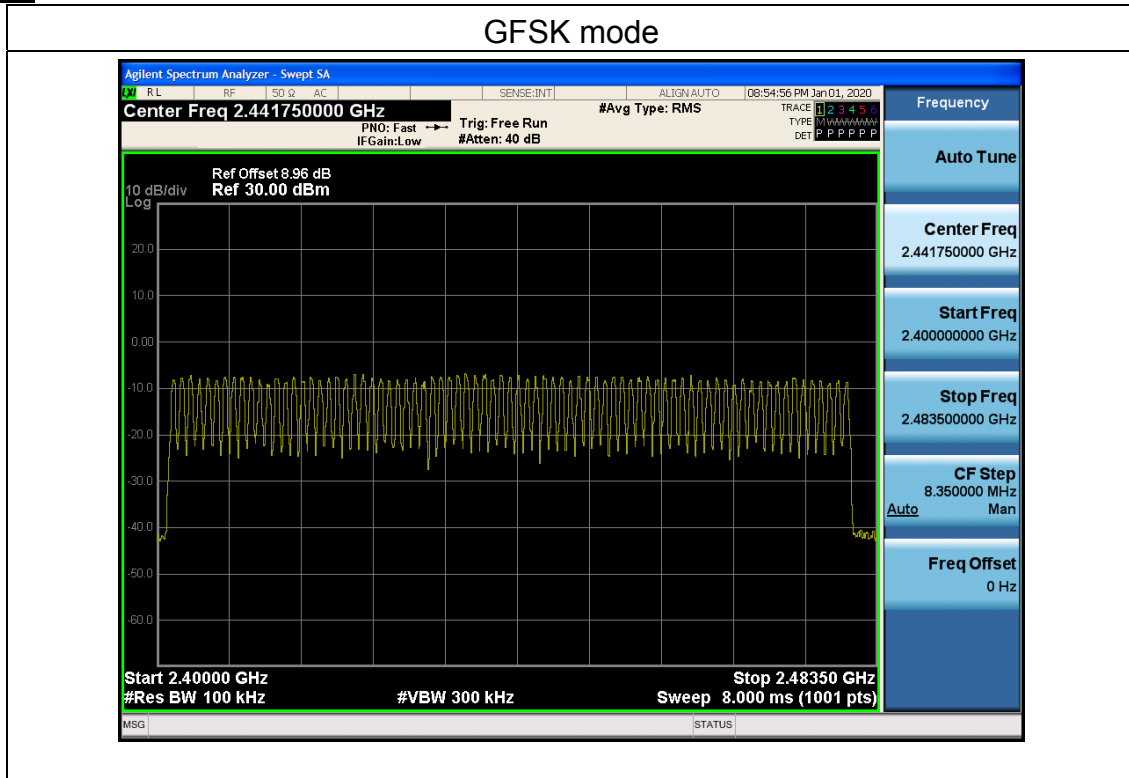 GFSK mode
Agilent Spectrum Analyzer - Swept SA
LXI RL RF 50 Ω AC SENSE:INT ALIGN AUTO 08:54:56 PM Jan 01, 2020
Center Freq 2.441750000 GHz #Avg Type: RMS TRACE 1 2 3 4 5 6
PNO: Fast Trig: Free Run TYPE M WWWWW
IFGain:Low #Atten: 40 dB DET P P P P P P
Ref Offset 8.96 dB
10 dB/div Ref 30.00 dBm
Log
20.0
10.0
0.00
-10.0
-20.0
-30.0
-40.0
-50.0
-60.0
Start 2.40000 GHz Stop 2.48350 GHz
#Res BW 100 kHz #VBW 300 kHz Sweep 8.000 ms (1001 pts)
MSG STATUS
Frequency
Auto Tune
Center Freq
2.441750000 GHz
Start Freq
2.400000000 GHz
Stop Freq
2.483500000 GHz
CF Step
8.350000 MHz
Auto Man
Freq Offset
0 Hz